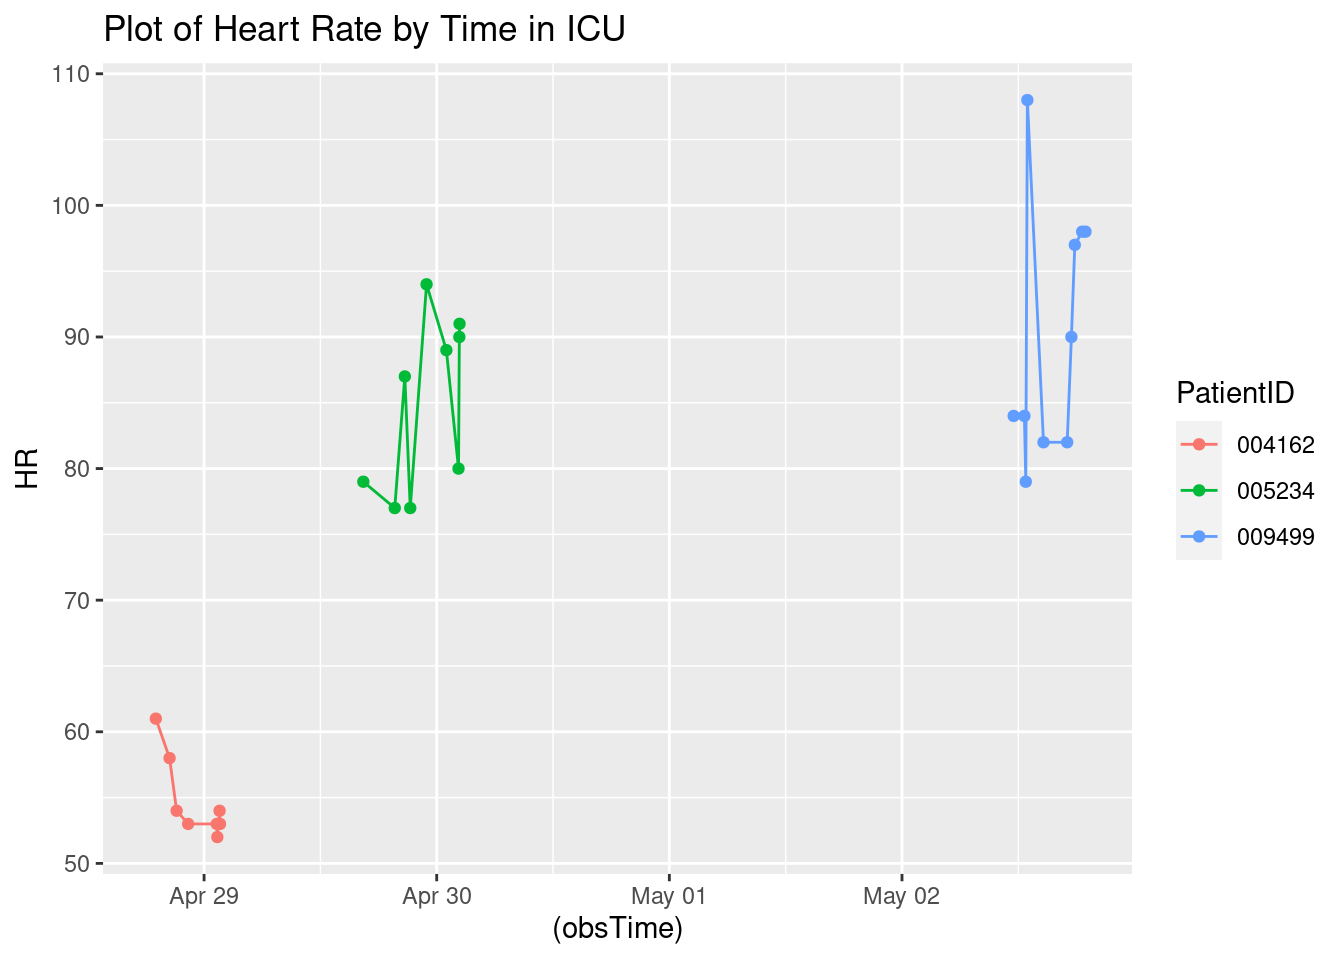 Plot of Heart Rate by Time in ICU
110
100
90
80
70
60
50
HR
Apr 29
Apr 30
May 01
May 02
(obsTime)
PatientID
004162
005234
009499